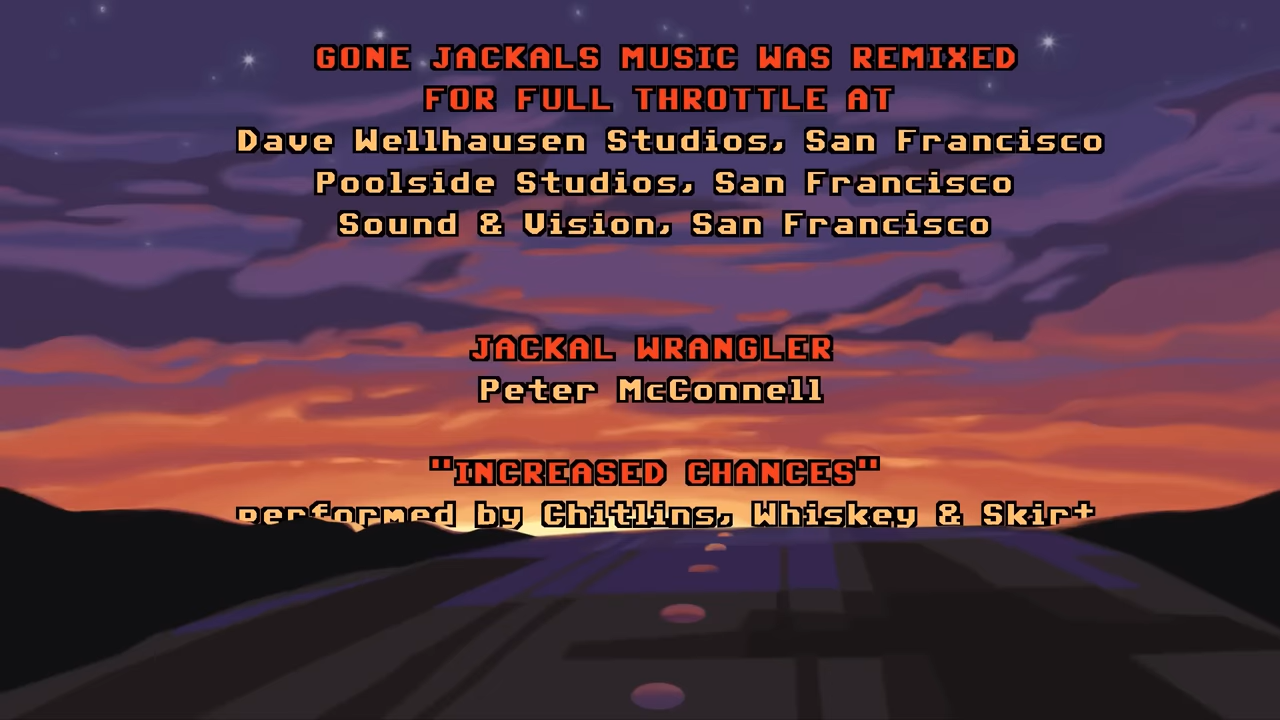 GONE JACKALS MUSIC WAS REMIXED
FOR FULL THROTTLE AT
Dave Wellhausen Studios, San Francisco
Poolside Studios, San Francisco
Sound & Vision, San Francisco
JACKAL WRANGLER
Peter McConnell
"INCREASED CHANCES"
performed by Chitlins, Whiskey & Skirt